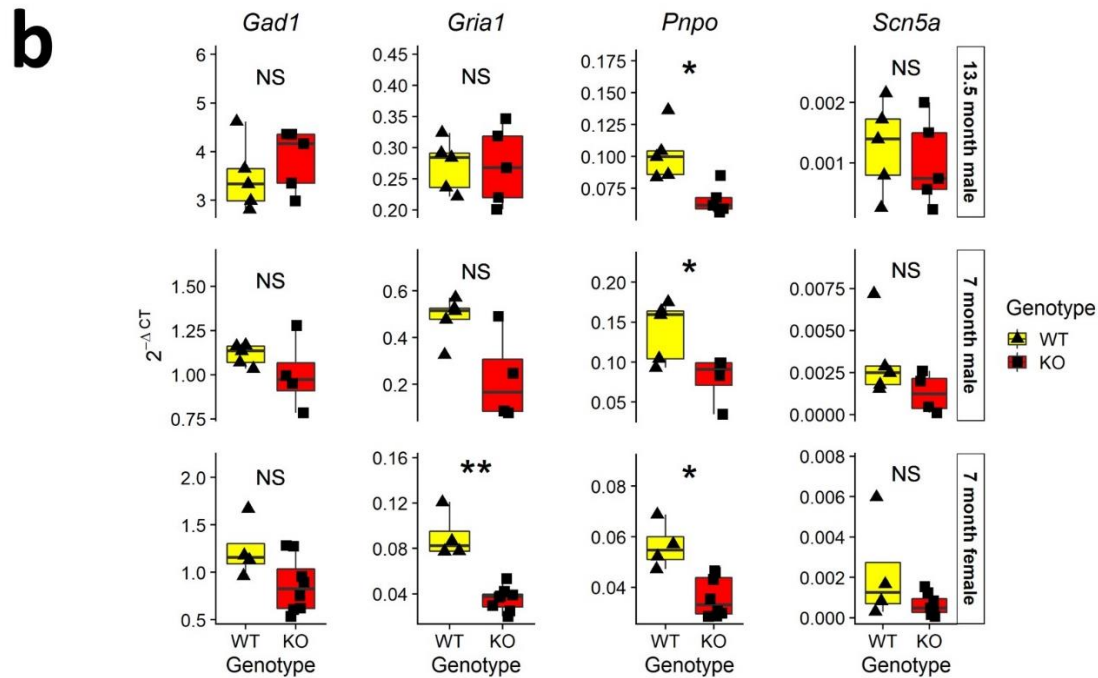 b
Gad1 Gria1 Pnpo Scn5a
6
5
4
3
NS
0.45
0.40
0.35
0.30
0.25
0.20
NS
0.175
0.150
0.125
0.100
0.075
*
0.002
0.001
NS
13.5 month male
2−Δ CT
1.50
1.25
1.00
0.75
NS
0.6
0.4
0.2
NS
0.20
0.15
0.10
0.05
*
0.0075
0.0050
0.0025
0.0000
NS
7 month male
Genotype
WT
KO
2.0
1.5
1.0
0.5
NS
0.16
0.12
0.08
0.04
**
0.08
0.06
0.04
*
0.008
0.006
0.004
0.002
0.000
NS
7 month female
WT KO WT KO WT KO WT KO
Genotype Genotype Genotype Genotype